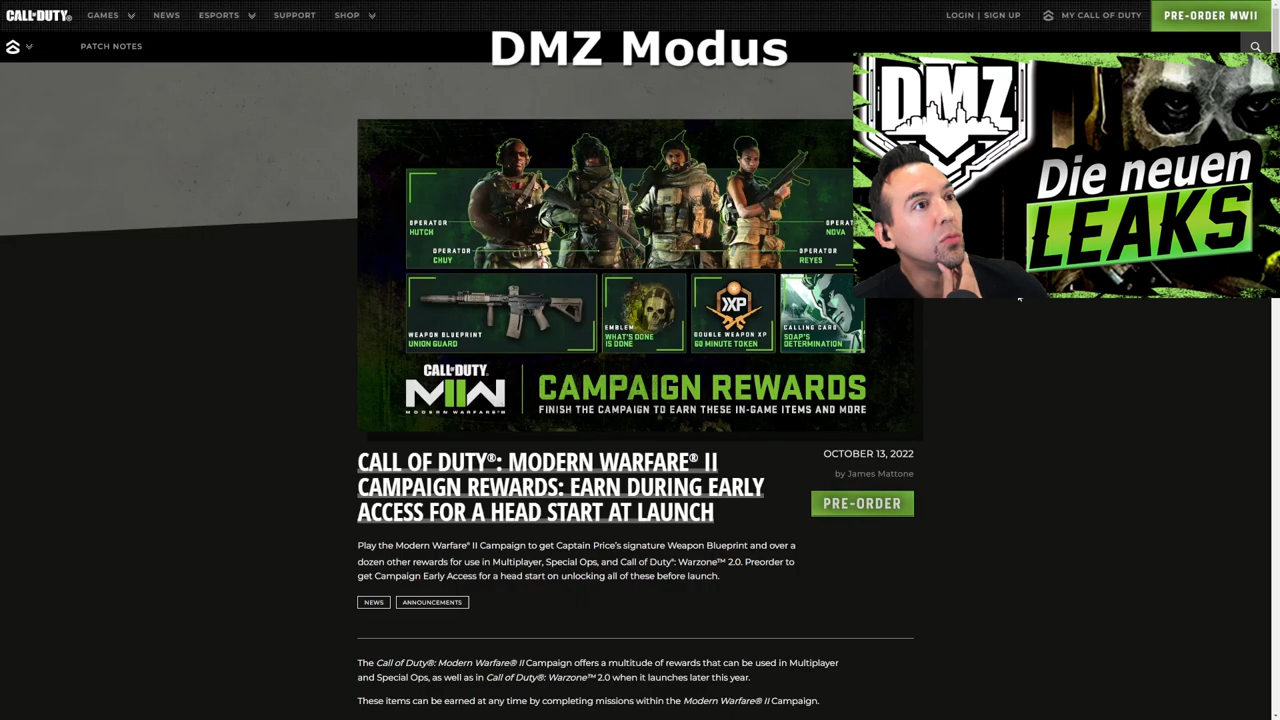 CALL OF DUTY®
GAMES
NEWS
ESPORTS
SUPPORT
SHOP
LOGIN | SIGN UP
MY CALL OF DUTY
PRE-ORDER MWII
PATCH NOTES
DMZ Modus
DMZ
Die neuen
LEAKS
OPERATOR
HUTCH
OPERATOR
CHUY
NOVA
OPERATOR
REYES
WEAPON BLUEPRINT
UNION GUARD
EMBLEM
WHAT'S DONE
IS DONE
XP
DOUBLE WEAPON XP
60 MINUTE TOKEN
CALLING CARD
SOAP'S
DETERMINATION
CALL OF DUTY®
MWII
MODERN WARFARE II
CAMPAIGN REWARDS
FINISH THE CAMPAIGN TO EARN THESE IN-GAME ITEMS AND MORE
CALL OF DUTY®: MODERN WARFARE® II
CAMPAIGN REWARDS: EARN DURING EARLY
ACCESS FOR A HEAD START AT LAUNCH
OCTOBER 13, 2022
by James Mattone
PRE-ORDER
Play the Modern Warfare® II Campaign to get Captain Price's signature Weapon Blueprint and over a
dozen other rewards for use in Multiplayer, Special Ops, and Call of Duty®: Warzone™ 2.0. Preorder to
get Campaign Early Access for a head start on unlocking all of these before launch.
NEWS
ANNOUNCEMENTS
The Call of Duty®: Modern Warfare® II Campaign offers a multitude of rewards that can be used in Multiplayer
and Special Ops, as well as in Call of Duty®: Warzone™ 2.0 when it launches later this year.
These items can be earned at any time by completing missions within the Modern Warfare® II Campaign.